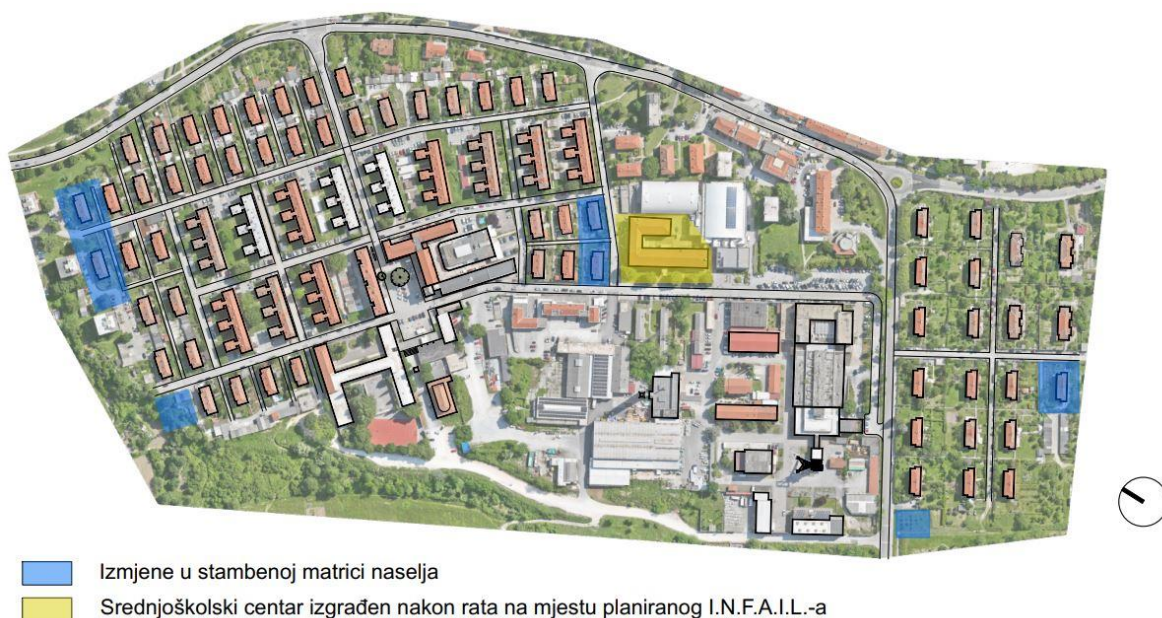 Izmjene u stambenoj matrici naselja
Srednjoškolski centar izgrađen nakon rata na mjestu planiranog I.N.F.A.I.L.-a